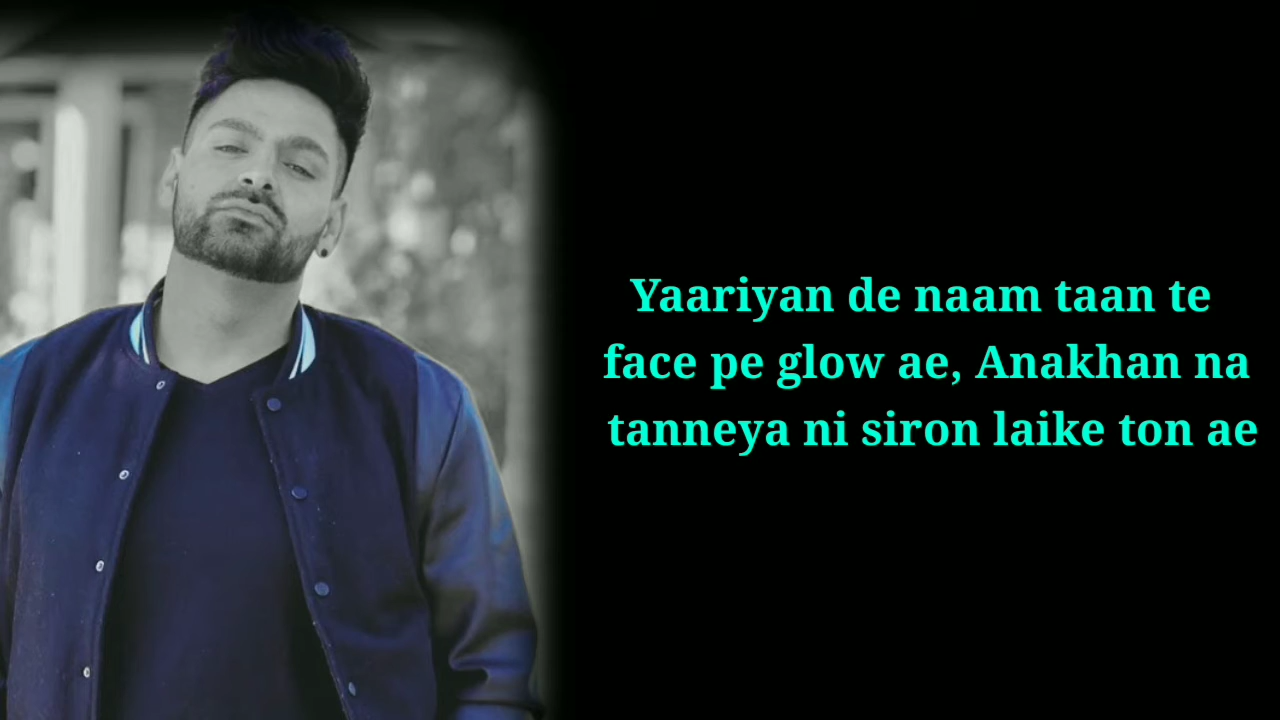 Yaariyan de naam taan te
face pe glow ae, Anakhan na
tanneya ni siron laike ton ae